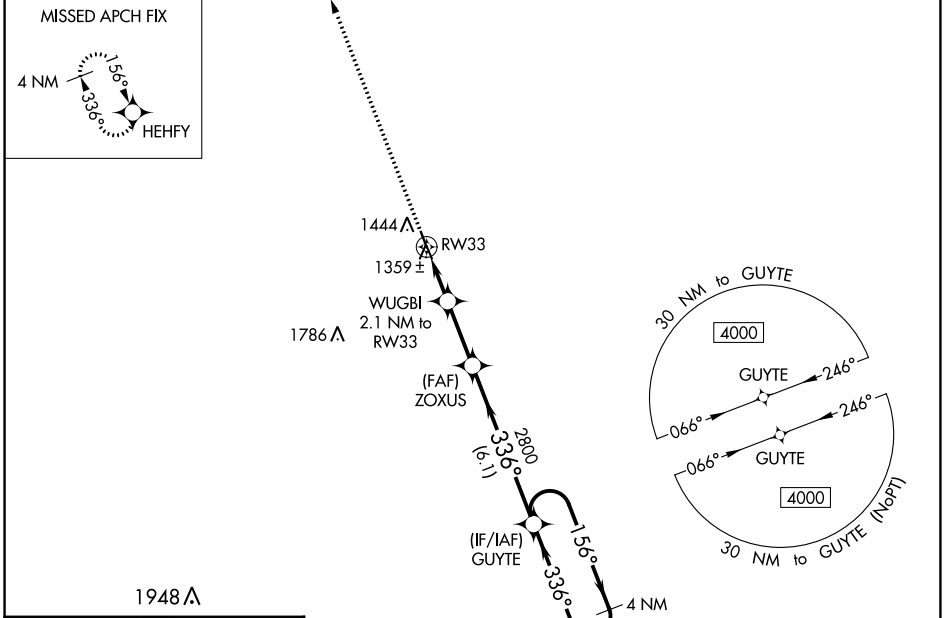 MISSED APCH FIX
4 NM
156°
336°
HEHFY
1444
RW33
1359 ±
WUGBI
2.1 NM to
RW33
1786
(FAF)
ZOXUS
2800
336°
(6.1)
(IF/IAF)
GUYTE
156°
336°
4 NM
1948
30 NM to GUYTE
4000
GUYTE
246°
066°
246°
066°
GUYTE
4000
30 NM to GUYTE (NoPT)